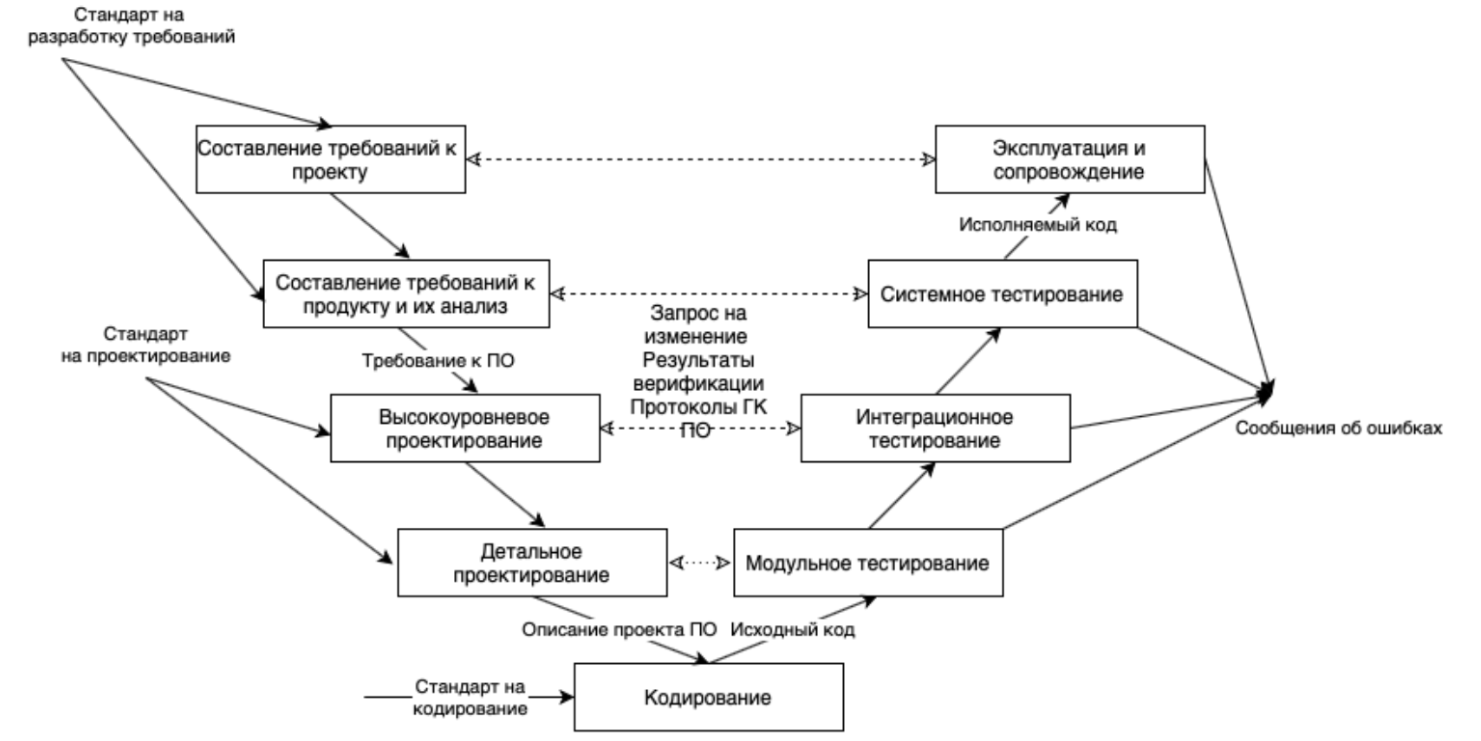 Стандарт на
разработку требований
Составление требований к
проекту
Эксплуатация и
сопровождение
Исполняемый код
Составление требований к
продукту и их анализ
Системное тестирование
Запрос на
изменение
Результаты
верификации
Протоколы ГК
ПО
Стандарт
на проектирование
Требование к ПО
Высокоуровневое
проектирование
Интеграционное
тестирование
Сообщения об ошибках
Детальное
проектирование
Модульное тестирование
Описание проекта ПО
Исходный код
Стандарт на
кодирование
Кодирование